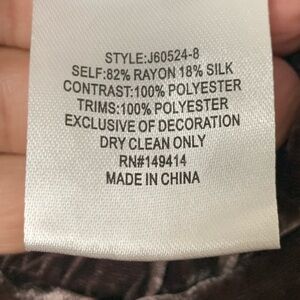 STYLE:J60524-8
SELF:82% RAYON 18% SILK
CONTRAST:100% POLYESTER
TRIMS:100% POLYESTER
EXCLUSIVE OF DECORATION
DRY CLEAN ONLY
RN#149414
MADE IN CHINA